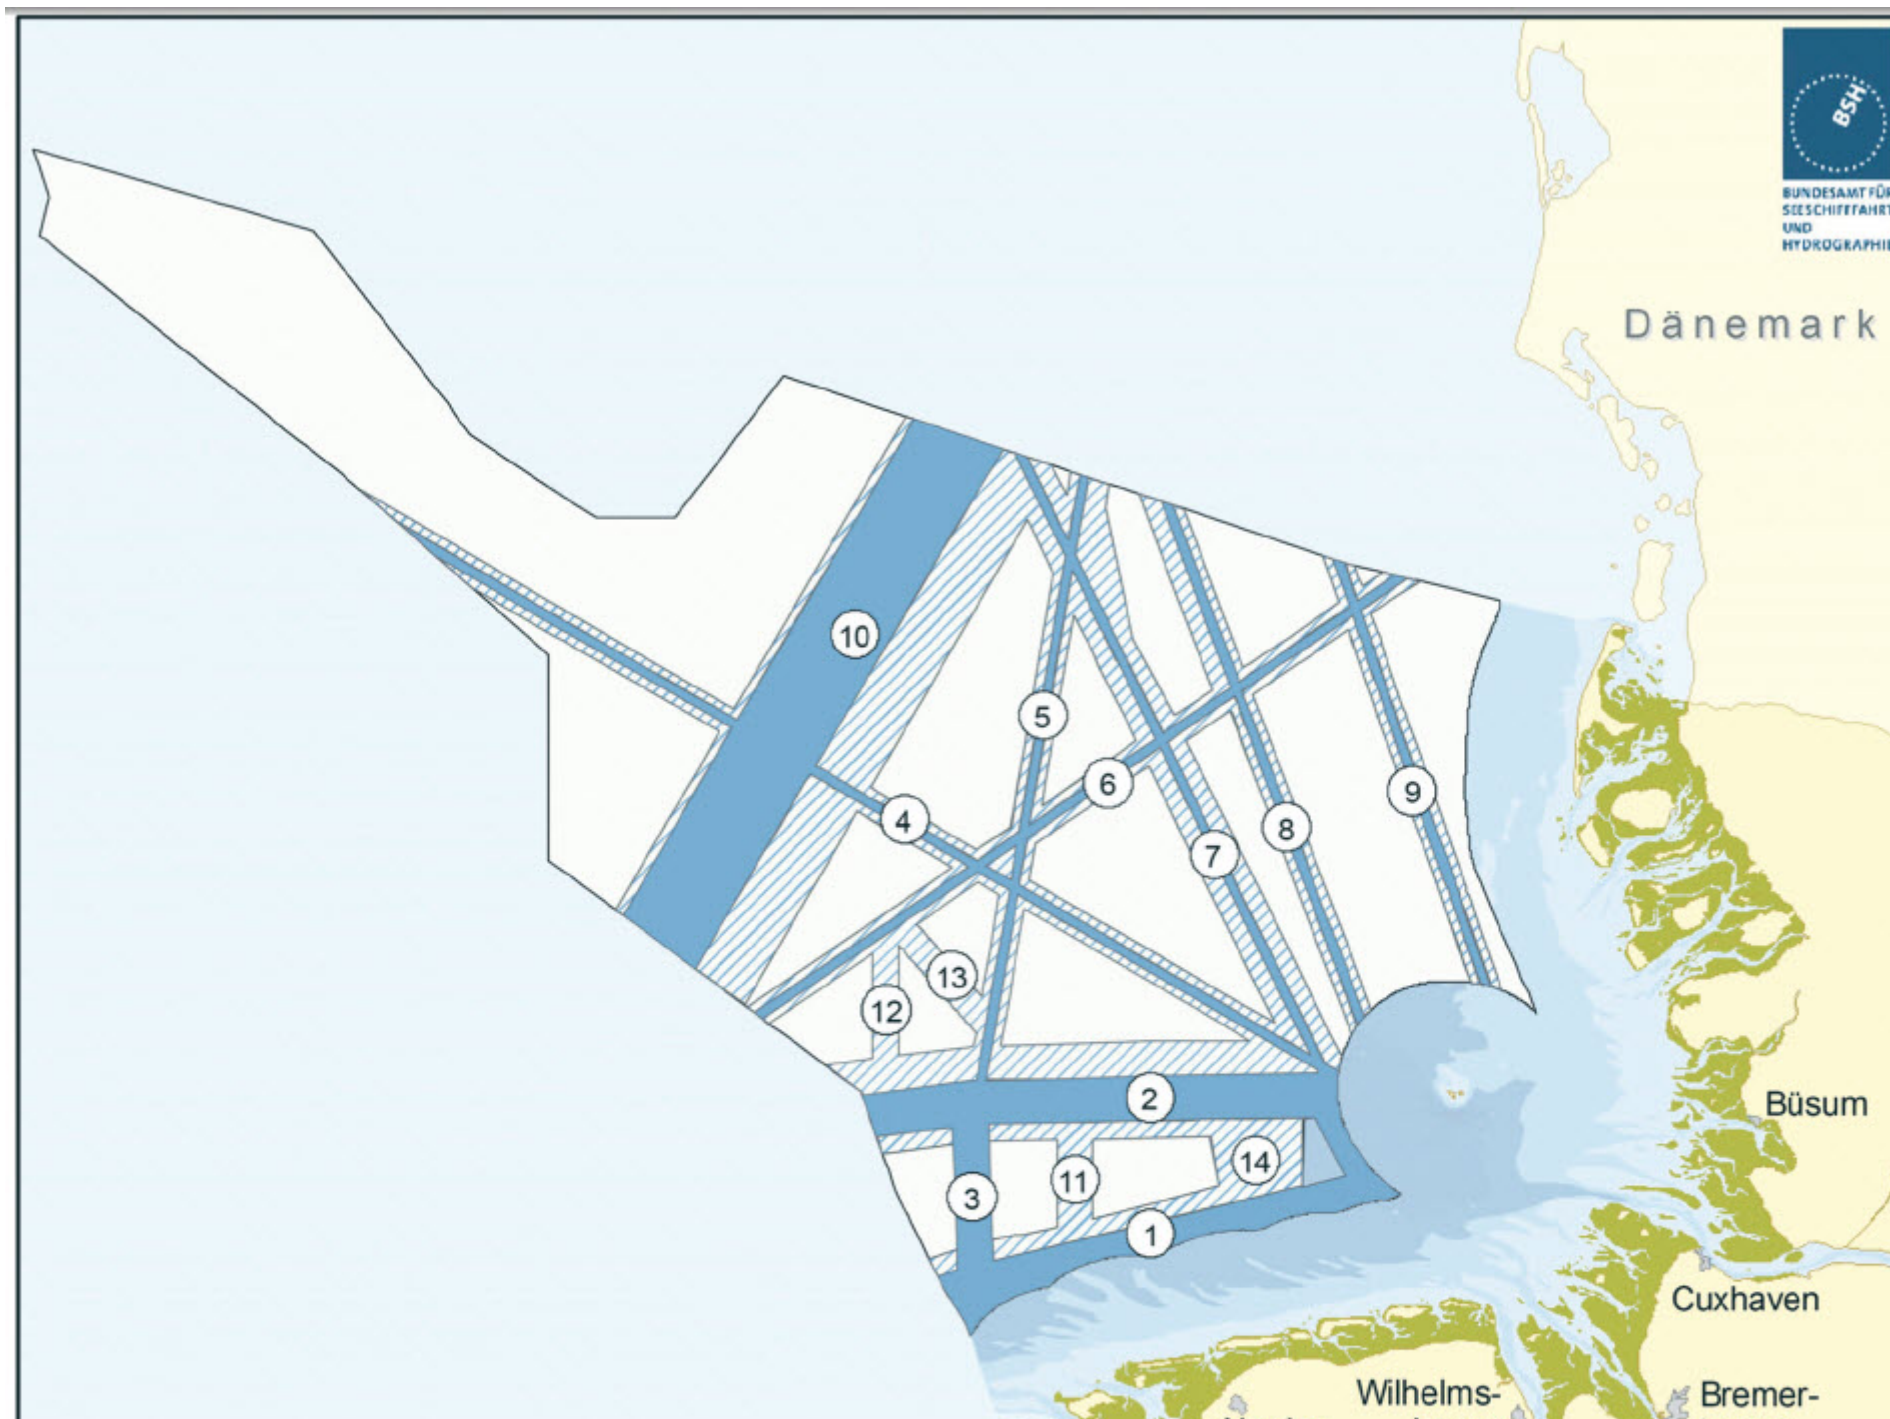 BSH
BUNDESAMT FÜR
SEESCHIFFFAHRT
UND
HYDROGRAPHIE
Dänemark
10
5
6
4
9
8
7
13
12
2
14
11
3
1
Büsum
Cuxhaven
Wilhelms-
Bremer-